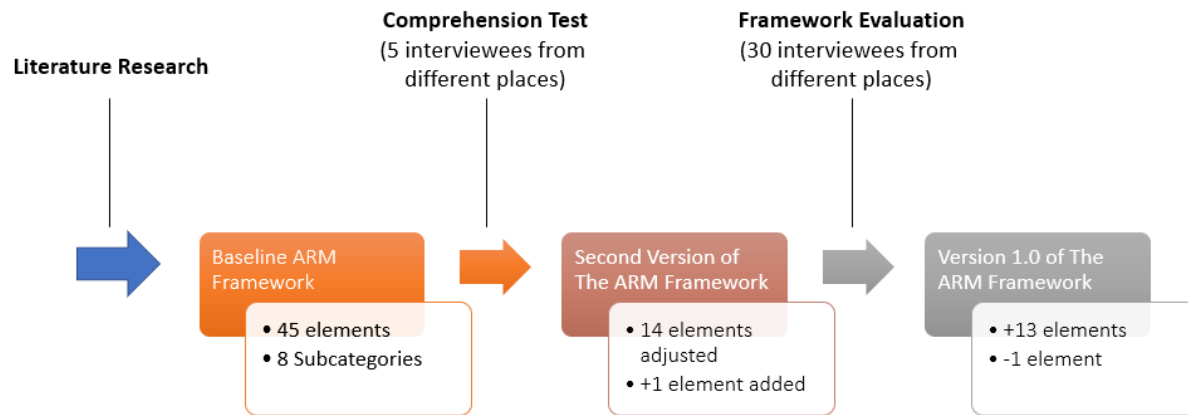 Literature Research
Comprehension Test
(5 interviewees from
different places)
Framework Evaluation
(30 interviewees from
different places)
Baseline ARM
Framework
• 45 elements
• 8 Subcategories
Second Version of
The ARM Framework
• 14 elements
adjusted
• +1 element added
Version 1.0 of The
ARM Framework
• +13 elements
• -1 element